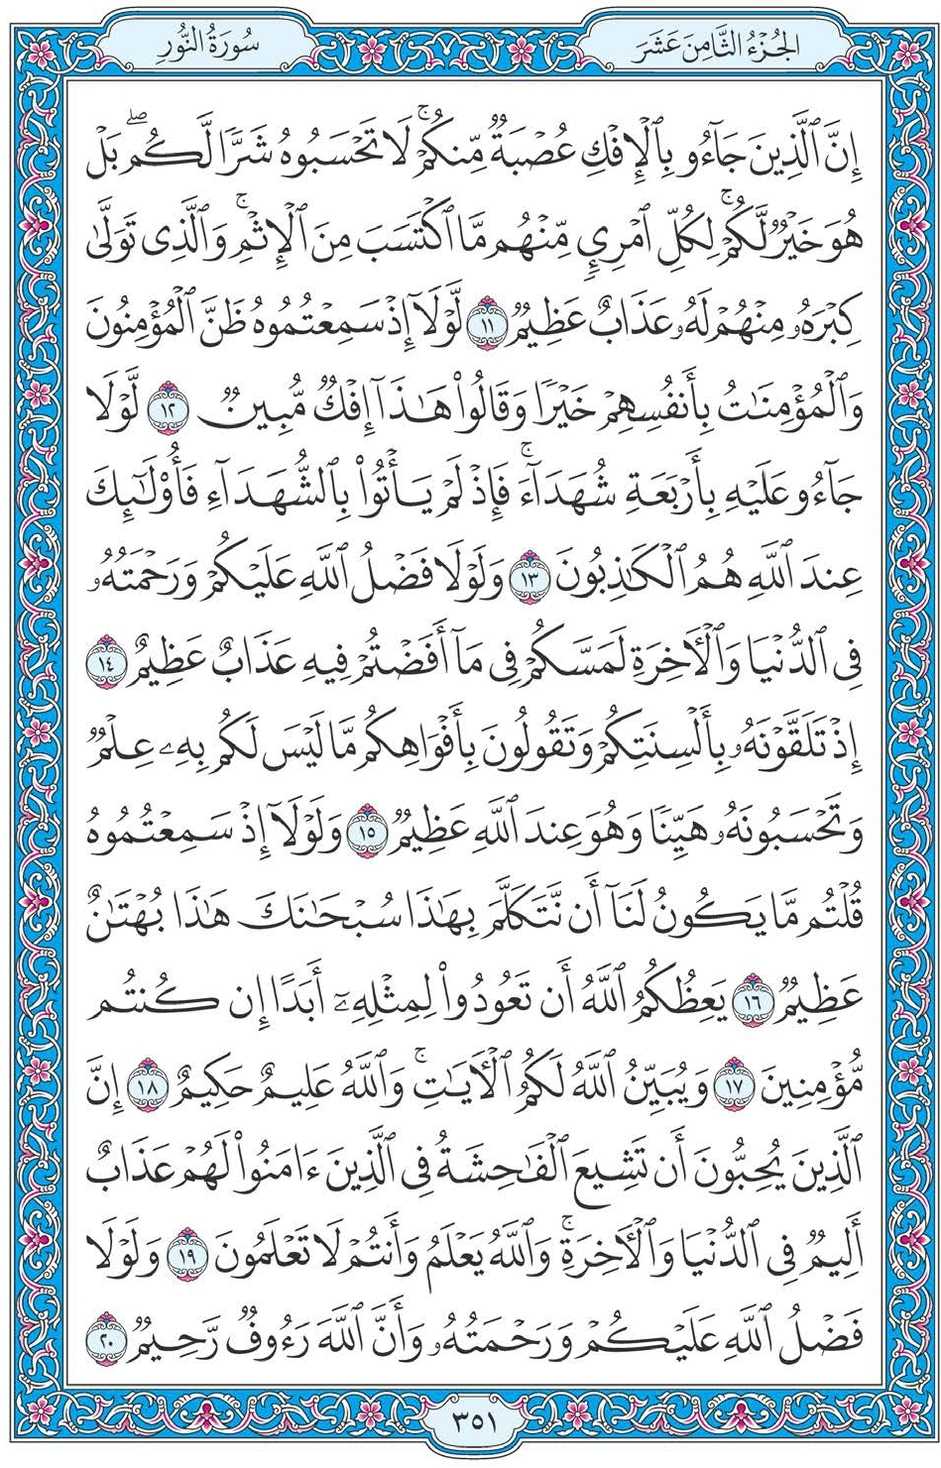 الجُزْءُ الثَّامِنَ عَشَرَ
سُورَةُ النُّورِ
إِنَّ ٱلَّذِينَ جَآءُو بِٱلْإِفْكِ عُصْبَةٌ مِّنكُمْ ۚ لَا تَحْسَبُوهُ شَرًّا لَّكُم ۖ بَلْ
هُوَ خَيْرٌ لَّكُمْ ۚ لِكُلِّ ٱمْرِئٍ مِّنْهُم مَّا ٱكْتَسَبَ مِنَ ٱلْإِثْمِ ۚ وَٱلَّذِى تَوَلَّىٰ
كِبْرَهُۥ مِنْهُمْ لَهُۥ عَذَابٌ عَظِيمٌ ١١ لَّوْلَآ إِذْ سَمِعْتُمُوهُ ظَنَّ ٱلْمُؤْمِنُونَ
وَٱلْمُؤْمِنَٰتُ بِأَنفُسِهِمْ خَيْرًا وَقَالُوا۟ هَٰذَآ إِفْكٌ مُّبِينٌ ١٢ لَّوْلَا
جَآءُو عَلَيْهِ بِأَرْبَعَةِ شُهَدَآءَ ۚ فَإِذْ لَمْ يَأْتُوا۟ بِٱلشُّهَدَآءِ فَأُو۟لَٰٓئِكَ
عِندَ ٱللَّهِ هُمُ ٱلْكَٰذِبُونَ ١٣ وَلَوْلَا فَضْلُ ٱللَّهِ عَلَيْكُمْ وَرَحْمَتُهُۥ
فِى ٱلدُّنْيَا وَٱلْءَاخِرَةِ لَمَسَّكُمْ فِى مَآ أَفَضْتُمْ فِيهِ عَذَابٌ عَظِيمٌ ١٤
إِذْ تَلَقَّوْنَهُۥ بِأَلْسِنَتِكُمْ وَتَقُولُونَ بِأَفْوَاهِكُم مَّا لَيْسَ لَكُم بِهِۦ عِلْمٌ
وَتَحْسَبُونَهُۥ هَيِّنًا وَهُوَ عِندَ ٱللَّهِ عَظِيمٌ ١٥ وَلَوْلَآ إِذْ سَمِعْتُمُوهُ
قُلْتُم مَّا يَكُونُ لَنَآ أَن نَّتَكَلَّمَ بِهَٰذَا سُبْحَٰنَكَ هَٰذَا بُهْتَٰنٌ
عَظِيمٌ ١٦ يَعِظُكُمُ ٱللَّهُ أَن تَعُودُوا۟ لِمِثْلِهِۦٓ أَبَدًا إِن كُنتُم
مُّؤْمِنِينَ ١٧ وَيُبَيِّنُ ٱللَّهُ لَكُمُ ٱلْءَايَٰتِ ۚ وَٱللَّهُ عَلِيمٌ حَكِيمٌ ١٨ إِنَّ
ٱلَّذِينَ يُحِبُّونَ أَن تَشِيعَ ٱلْفَٰحِشَةُ فِى ٱلَّذِينَ ءَامَنُوا۟ لَهُمْ عَذَابٌ
أَلِيمٌ فِى ٱلدُّنْيَا وَٱلْءَاخِرَةِ ۚ وَٱللَّهُ يَعْلَمُ وَأَنتُمْ لَا تَعْلَمُونَ ١٩ وَلَوْلَا
فَضْلُ ٱللَّهِ عَلَيْكُمْ وَرَحْمَتُهُۥ وَأَنَّ ٱللَّهَ رَءُوفٌ رَّحِيمٌ ٢٠
٣٥١